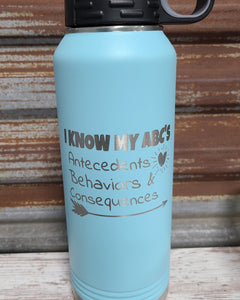 I KNOW MY ABC's
Antecedents
Behaviors &
Consequences